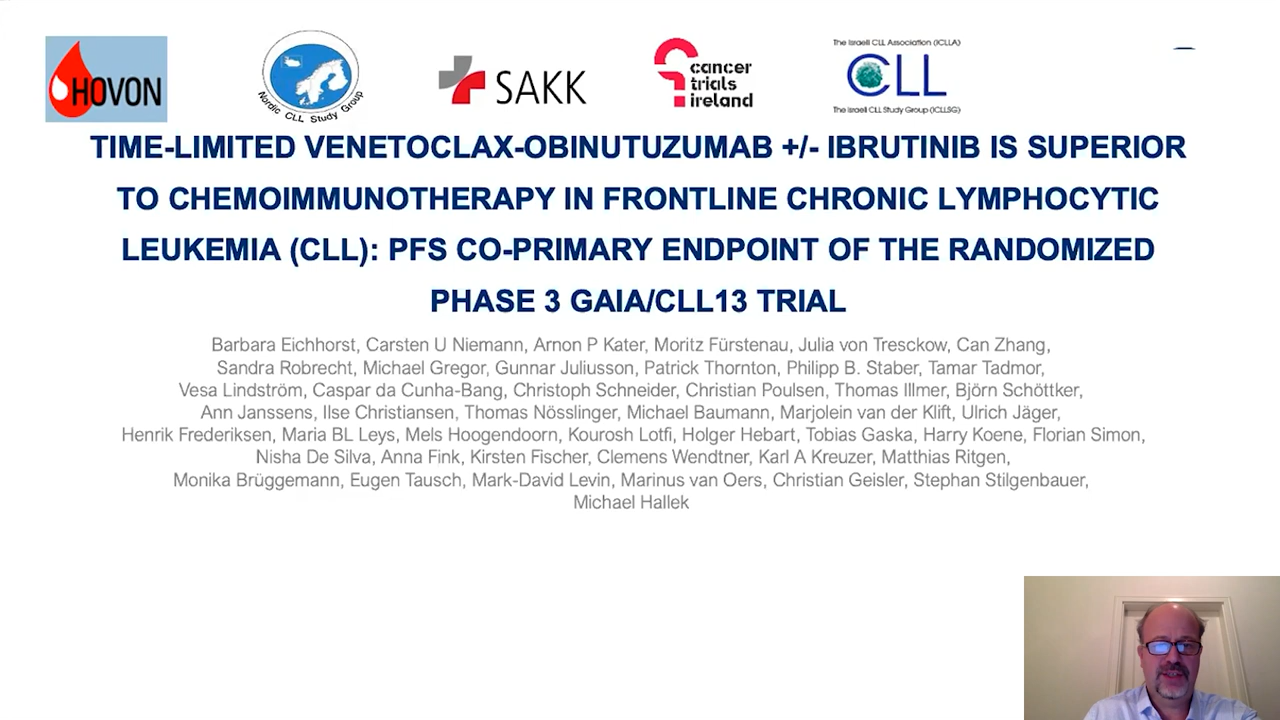 HOVON
Nordic CLL Study Group
SAKK
cancer
trials
ireland
The Israeli CLL Association (ICLLA)
CLL
The Israeli CLL Study Group (ICLLSG)
TIME-LIMITED VENETOCLAX-OBINUTUZUMAB +/- IBRUTINIB IS SUPERIOR
TO CHEMOIMMUNOTHERAPY IN FRONTLINE CHRONIC LYMPHOCYTIC
LEUKEMIA (CLL): PFS CO-PRIMARY ENDPOINT OF THE RANDOMIZED
PHASE 3 GAIA/CLL13 TRIAL
Barbara Eichhorst, Carsten U Niemann, Arnon P Kater, Moritz Fürstenau, Julia von Tresckow, Can Zhang,
Sandra Robrecht, Michael Gregor, Gunnar Juliusson, Patrick Thornton, Philipp B. Staber, Tamar Tadmor,
Vesa Lindström, Caspar da Cunha-Bang, Christoph Schneider, Christian Poulsen, Thomas Illmer, Björn Schöttker,
Ann Janssens, Ilse Christiansen, Thomas Nösslinger, Michael Baumann, Marjolein van der Klift, Ulrich Jäger,
Henrik Frederiksen, Maria BL Leys, Mels Hoogendoorn, Kourosh Lotfi, Holger Hebart, Tobias Gaska, Harry Koene, Florian Simon,
Nisha De Silva, Anna Fink, Kirsten Fischer, Clemens Wendtner, Karl A Kreuzer, Matthias Ritgen,
Monika Brüggemann, Eugen Tausch, Mark-David Levin, Marinus van Oers, Christian Geisler, Stephan Stilgenbauer,
Michael Hallek